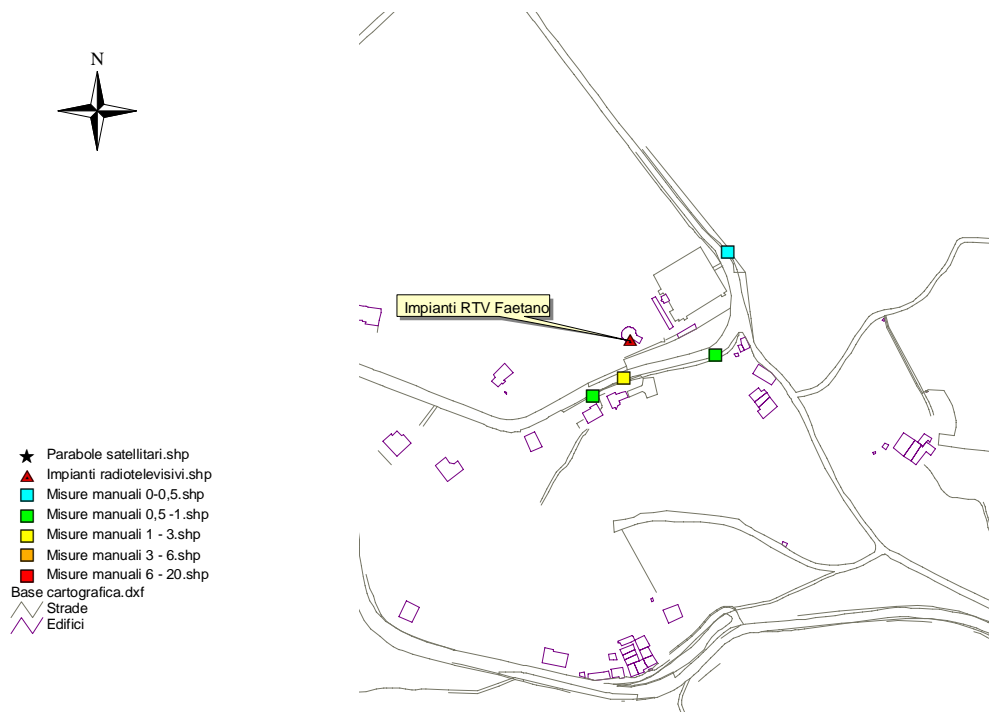 N
Impianti RTV Faetano
Parabole satellitari.shp
Impianti radiotelevisivi.shp
Misure manuali 0-0,5.shp
Misure manuali 0,5 -1.shp
Misure manuali 1 - 3.shp
Misure manuali 3 - 6.shp
Misure manuali 6 - 20.shp
Base cartografica.dxf
Strade
Edifici